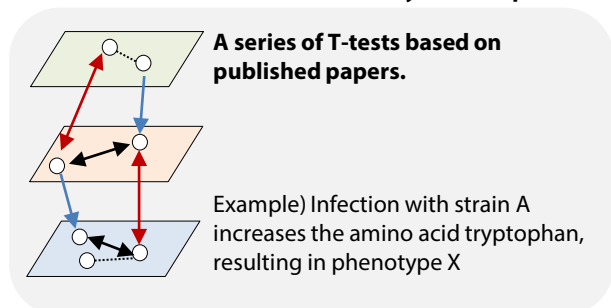 A series of T-tests based on
published papers.
Example) Infection with strain A
increases the amino acid tryptophan,
resulting in phenotype X